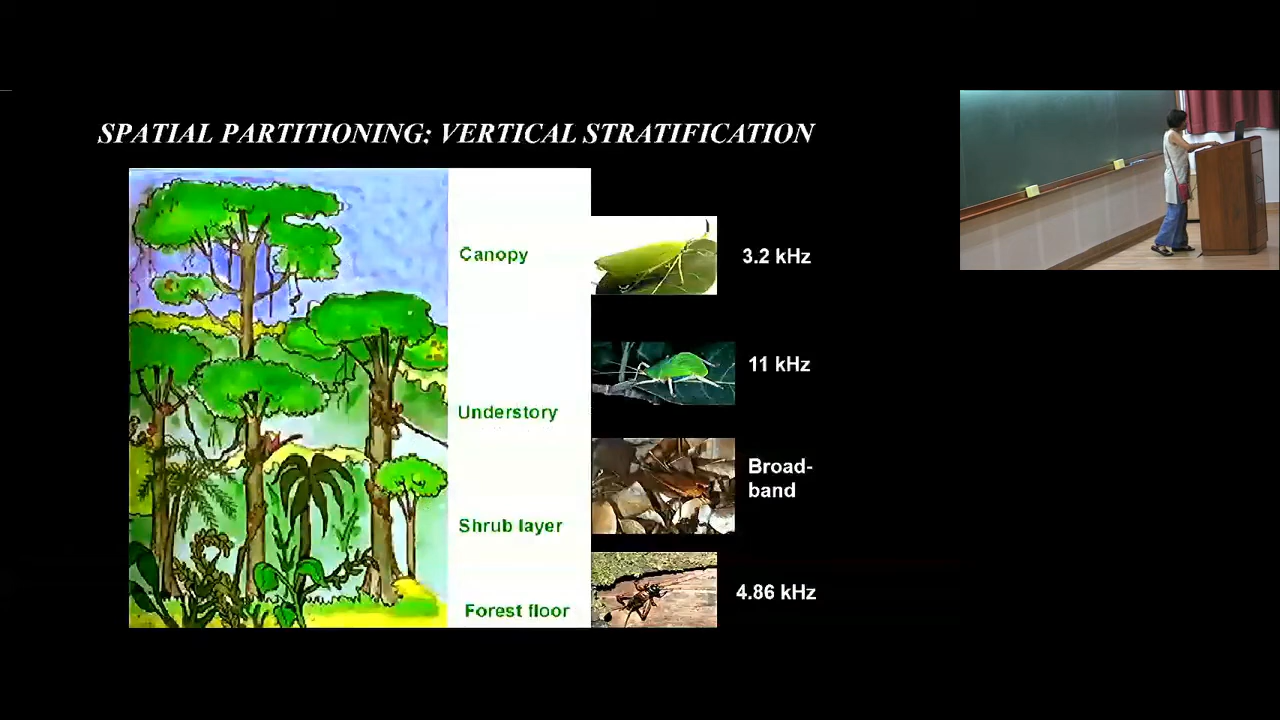 SPATIAL PARTITIONING: VERTICAL STRATIFICATION
Canopy
3.2 kHz
11 kHz
Understory
Broad-
band
Shrub layer
4.86 kHz
Forest floor